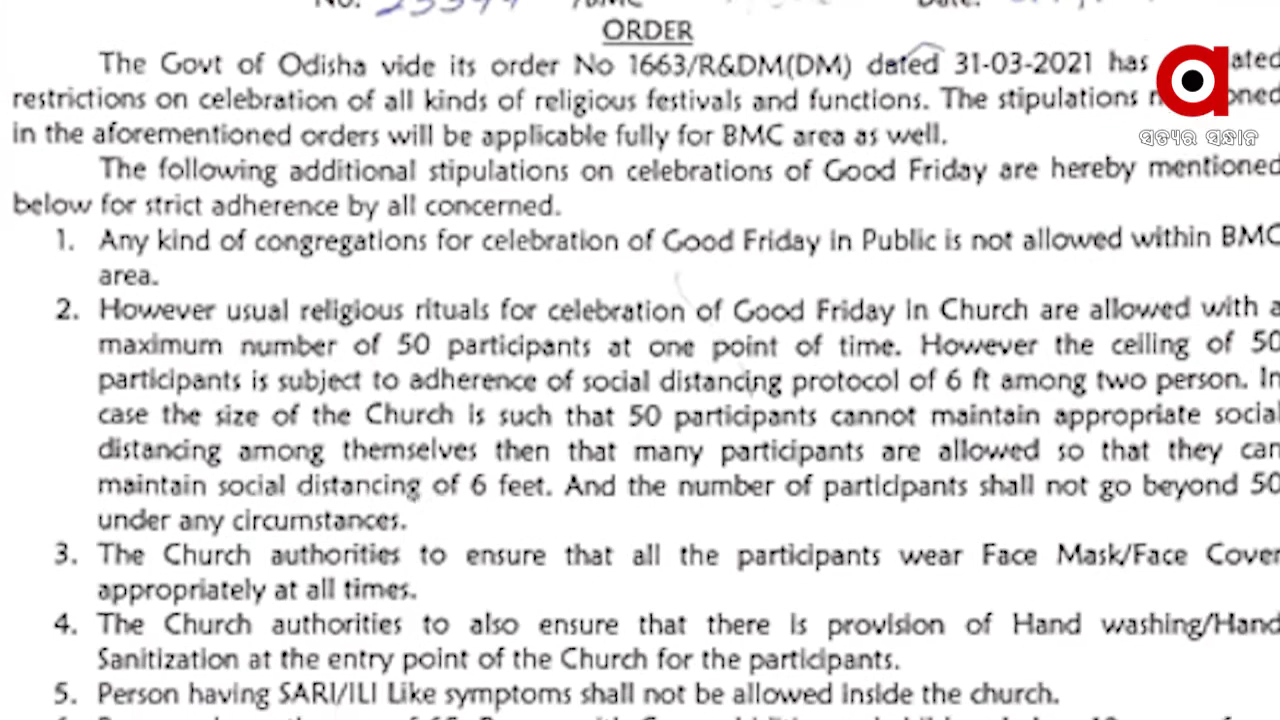 ORDER
The Govt of Odisha vide its order No 1663/R&DM(DM) dated 31-03-2021 has
restrictions on celebration of all kinds of religious festivals and functions. The stipulations
in the aforementioned orders will be applicable fully for BMC area as well.
ସତ୍ୟର ସନ୍ଧାନ
The following additional stipulations on celebrations of Good Friday are hereby mentioned
below for strict adherence by all concerned.
1. Any kind of congregations for celebration of Good Friday in Public is not allowed within BMC
area.
2. However usual religious rituals for celebration of Good Friday in Church are allowed with a
maximum number of 50 participants at one point of time. However the ceiling of 50
participants is subject to adherence of social distancing protocol of 6 ft among two person. In
case the size of the Church is such that 50 participants cannot maintain appropriate social
distancing among themselves then that many participants are allowed so that they can
maintain social distancing of 6 feet. And the number of participants shall not go beyond 50
under any circumstances.
3. The Church authorities to ensure that all the participants wear Face Mask/Face Cover
appropriately at all times.
4. The Church authorities to also ensure that there is provision of Hand washing/Hand
Sanitization at the entry point of the Church for the participants.
5. Person having SARI/ILI Like symptoms shall not be allowed inside the church.